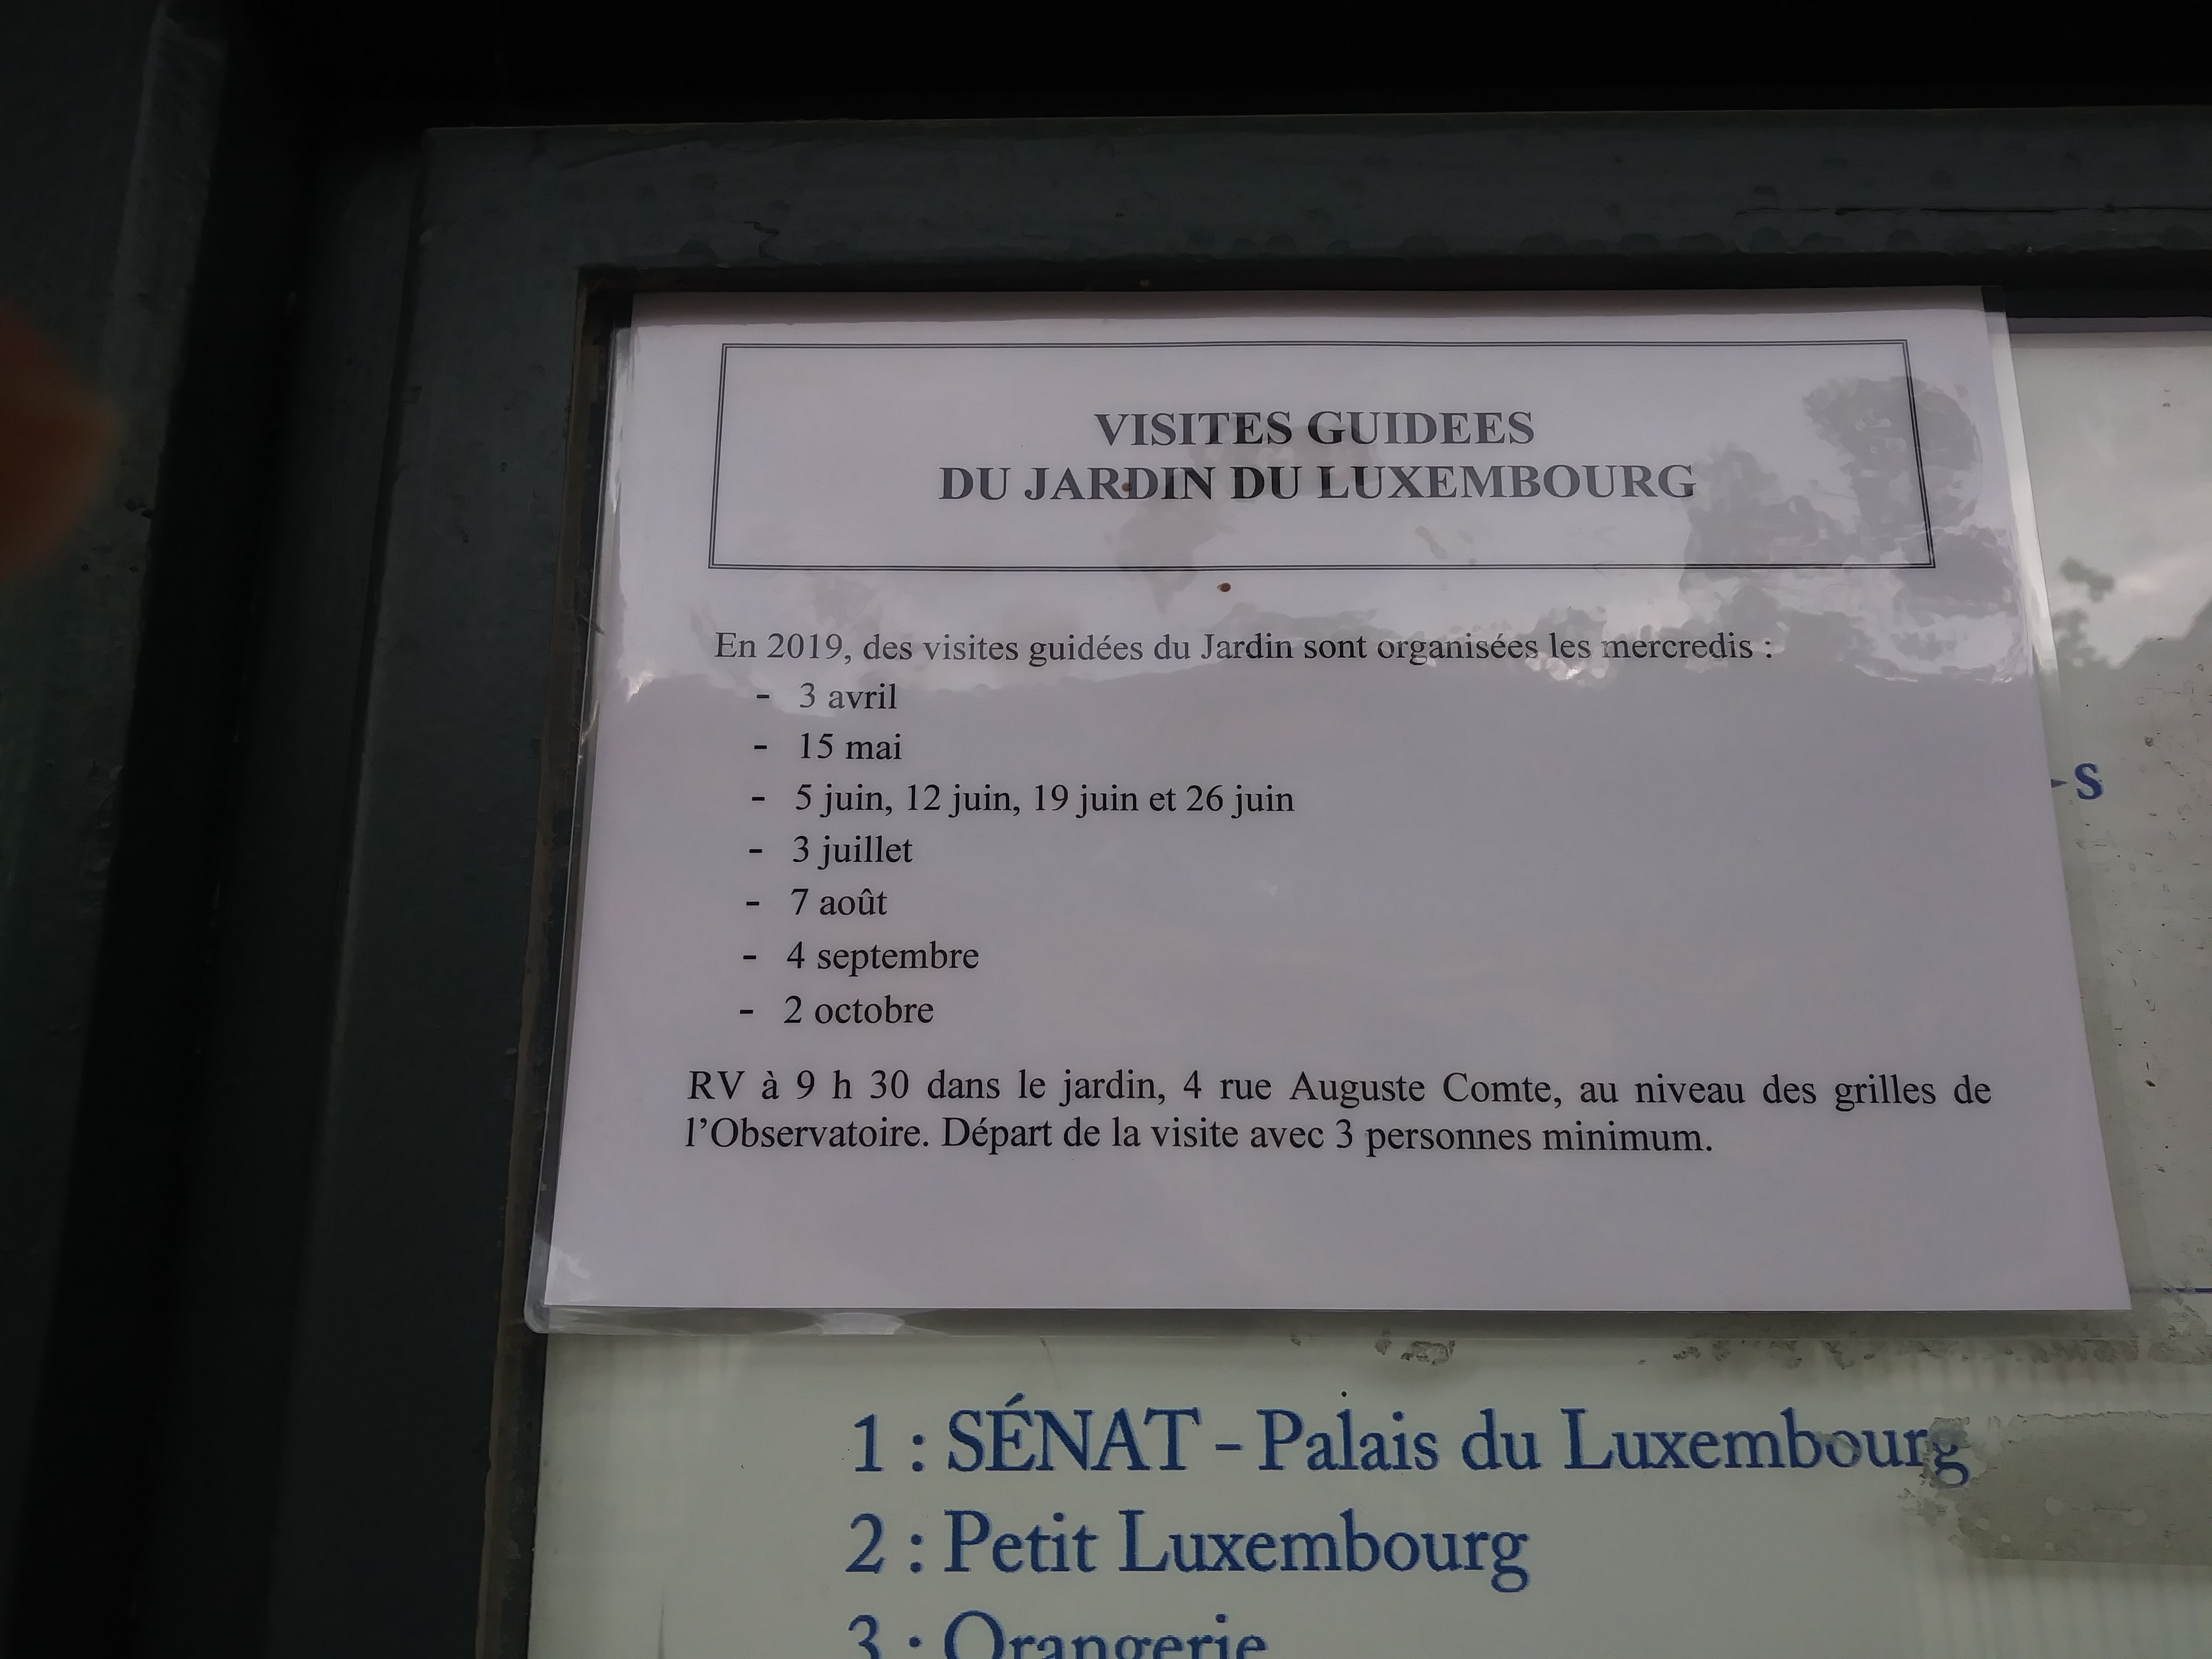 VISITES GUIDEES
DU JARDIN DU LUXEMBOURG
En 2019, des visites guidées du Jardin sont organisées les mercredis :
- 3 avril
- 15 mai
- 5 juin, 12 juin, 19 juin et 26 juin
- 3 juillet
- 7 août
- 4 septembre
- 2 octobre
RV à 9 h 30 dans le jardin, 4 rue Auguste Comte, au niveau des grilles de
l’Observatoire. Départ de la visite avec 3 personnes minimum.
1 : SÉNAT - Palais du Luxembourg
2 : Petit Luxembourg
3 : Orangerie